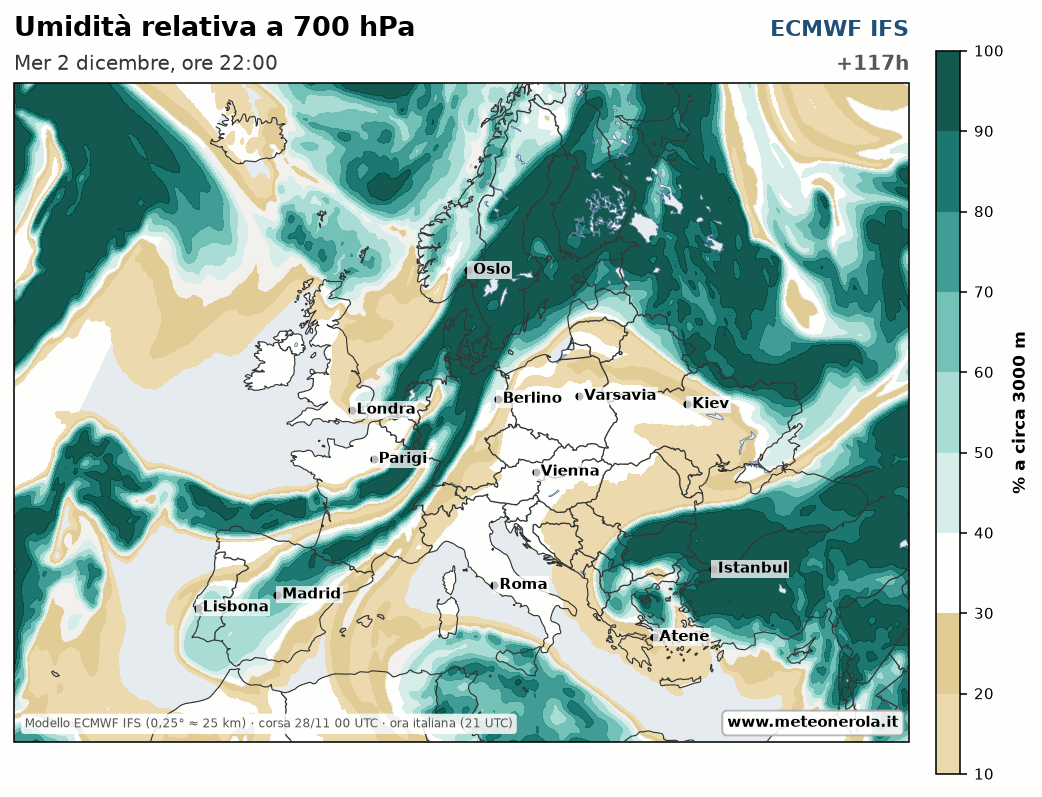 Umidità relativa a 700 hPa
ECMWF IFS
Mer 2 dicembre, ore 22:00
+117h
100
90
80
70
60
50
40
30
20
10
% a circa 3000 m
Oslo
Londra
Berlino
Varsavia
Kiev
Parigi
Vienna
Istanbul
Madrid
Roma
Lisbona
Atene
Modello ECMWF IFS (0,25° ≈ 25 km) · corsa 28/11 00 UTC · ora italiana (21 UTC)
www.meteonerola.it